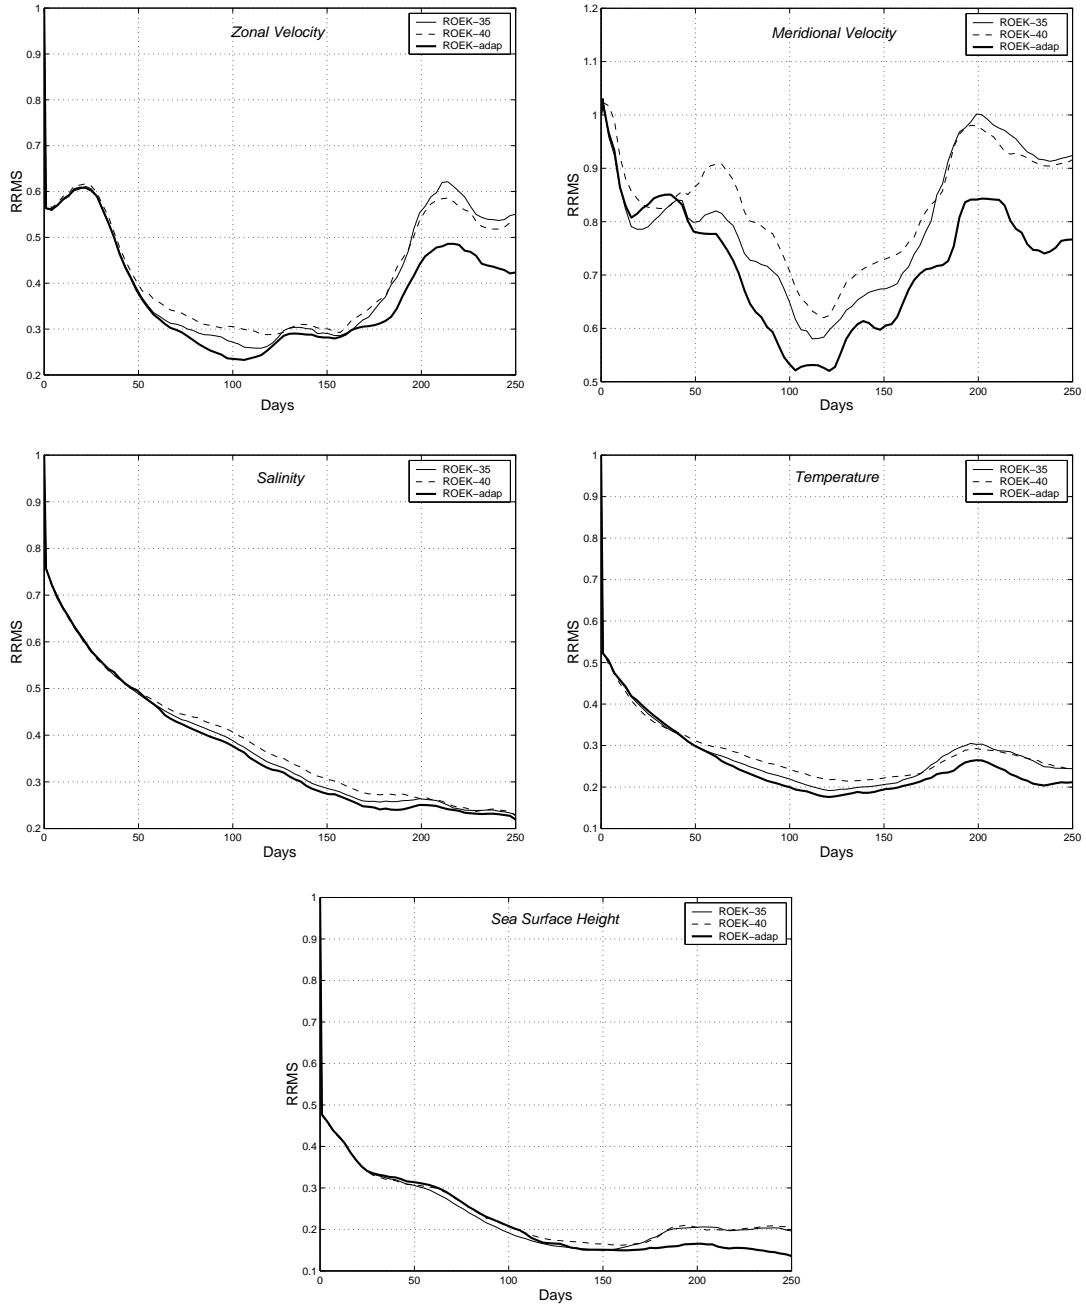 Zonal Velocity
ROEK-35
ROEK-40
ROEK-adap
RRMS
1
0.9
0.8
0.7
0.6
0.5
0.4
0.3
0.2
0 50 100 150 200 250
Days
Meridional Velocity
ROEK-35
ROEK-40
ROEK-adap
RRMS
1.2
1.1
1
0.9
0.8
0.7
0.6
0.5
0 50 100 150 200 250
Days
Salinity
ROEK-35
ROEK-40
ROEK-adap
RRMS
1
0.9
0.8
0.7
0.6
0.5
0.4
0.3
0.2
0 50 100 150 200 250
Days
Temperature
ROEK-35
ROEK-40
ROEK-adap
RRMS
1
0.9
0.8
0.7
0.6
0.5
0.4
0.3
0.2
0.1
0 50 100 150 200 250
Days
Sea Surface Height
ROEK-35
ROEK-40
ROEK-adap
RRMS
1
0.9
0.8
0.7
0.6
0.5
0.4
0.3
0.2
0.1
0 50 100 150 200 250
Days